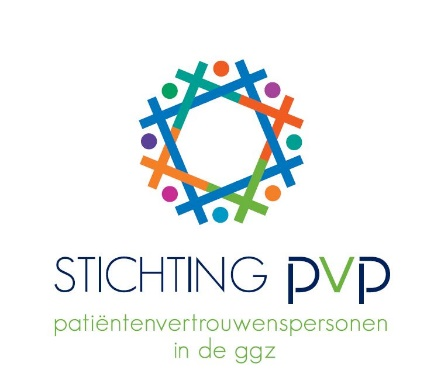 STICHTING pvp
patiëntenvertrouwenspersonen
in de ggz